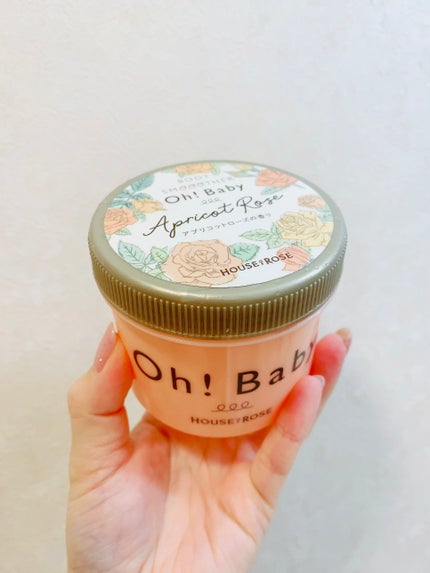 BODY
SMOOTHER
Oh! Baby
Apricot Rose
アプリコットローズの香り
HOUSE OF ROSE
Oh! Baby
HOUSE OF ROSE